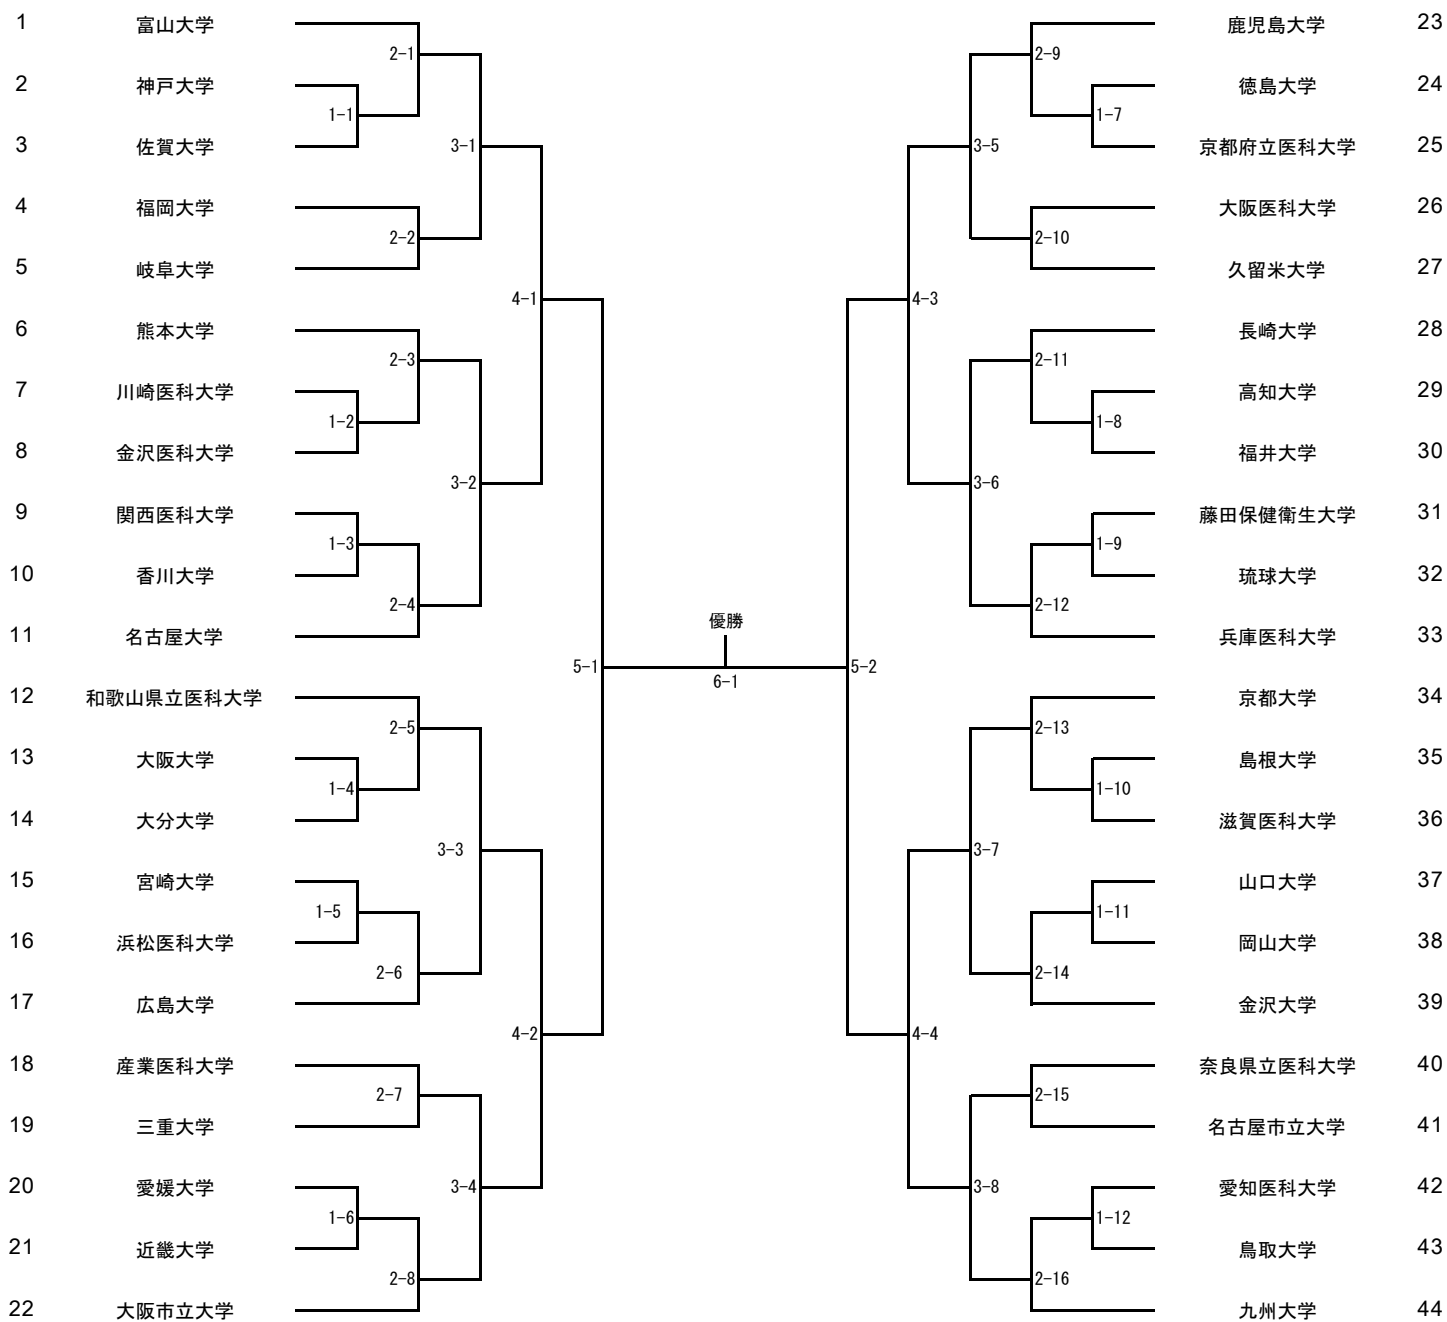 1 富山大学 鹿児島大学 23
2-1 2-9
2 神戸大学 徳島大学 24
1-1 1-7
3 佐賀大学 3-1 3-5 京都府立医科大学 25
4 福岡大学 大阪医科大学 26
2-2 2-10
5 岐阜大学 久留米大学 27
4-1 4-3
6 熊本大学 長崎大学 28
2-3 2-11
7 川崎医科大学 高知大学 29
1-2 1-8
8 金沢医科大学 福井大学 30
3-2 3-6
9 関西医科大学 藤田保健衛生大学 31
1-3 1-9
10 香川大学 琉球大学 32
2-4 2-12
11 名古屋大学 優勝 兵庫医科大学 33
5-1 6-1 5-2
12 和歌山県立医科大学 京都大学 34
2-5 2-13
13 大阪大学 島根大学 35
1-4 1-10
14 大分大学 滋賀医科大学 36
3-3 3-7
15 宮崎大学 山口大学 37
1-5 1-11
16 浜松医科大学 岡山大学 38
2-6 2-14
17 広島大学 金沢大学 39
4-2 4-4
18 産業医科大学 奈良県立医科大学 40
2-7 2-15
19 三重大学 名古屋市立大学 41
20 愛媛大学 3-4 3-8 愛知医科大学 42
1-6 1-12
21 近畿大学 鳥取大学 43
2-8 2-16
22 大阪市立大学 九州大学 44